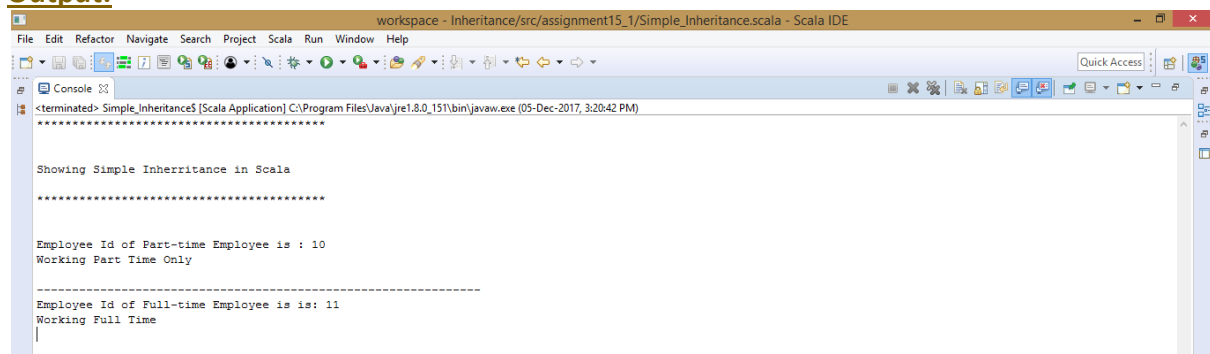 Output:
workspace - Inheritance/src/assignment15_1/Simple_Inheritance.scala - Scala IDE
File Edit Refactor Navigate Search Project Scala Run Window Help
Quick Access
Console
<terminated> Simple_Inheritance$ [Scala Application] C:\Program Files\Java\jre1.8.0_151\bin\javaw.exe (05-Dec-2017, 3:20:42 PM)
*****************************************
Showing Simple Inherritance in Scala
*****************************************
Employee Id of Part-time Employee is : 10
Working Part Time Only
---------------------------------------------------------------
Employee Id of Full-time Employee is is: 11
Working Full Time